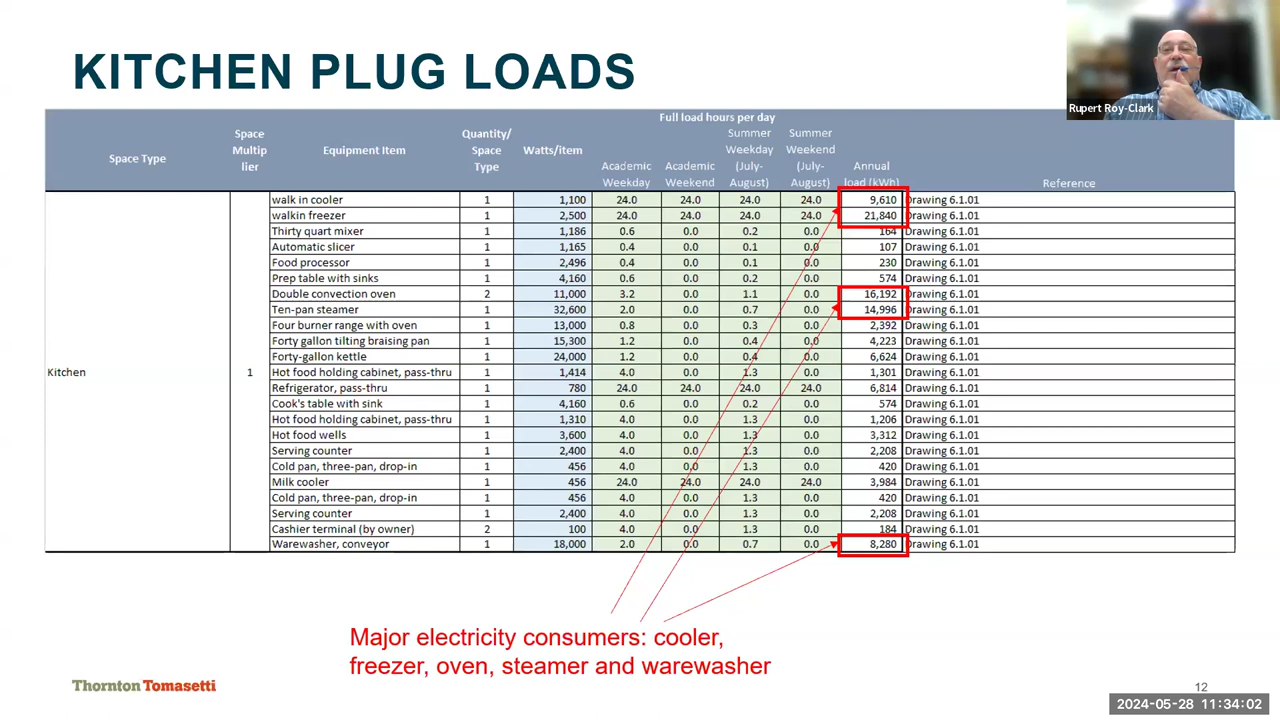 KITCHEN PLUG LOADS
Rupert Roy-Clark
Full load hours per day
Space Type Space Multip lier Equipment Item Quantity/ Space Type Watts/item Academic Weekday Academic Weekend Summer Weekday (July- August) Summer Weekend (July- August) Annual load (kWh) Reference
walk in cooler 1 1,100 24.0 24.0 24.0 24.0 9,610 Drawing 6.1.01
walkin freezer 1 2,500 24.0 24.0 24.0 24.0 21,840 Drawing 6.1.01
Thirty quart mixer 1 1,186 0.6 0.0 0.2 0.0 164 Drawing 6.1.01
Automatic slicer 1 1,165 0.4 0.0 0.1 0.0 107 Drawing 6.1.01
Food processor 1 2,496 0.4 0.0 0.1 0.0 230 Drawing 6.1.01
Prep table with sinks 1 4,160 0.6 0.0 0.2 0.0 574 Drawing 6.1.01
Double convection oven 2 11,000 3.2 0.0 1.1 0.0 16,192 Drawing 6.1.01
Ten-pan steamer 1 32,600 2.0 0.0 0.7 0.0 14,996 Drawing 6.1.01
Four burner range with oven 1 13,000 0.8 0.0 0.3 0.0 2,392 Drawing 6.1.01
Forty gallon tilting braising pan 1 15,300 1.2 0.0 0.4 0.0 4,223 Drawing 6.1.01
Forty-gallon kettle 1 24,000 1.2 0.0 0.4 0.0 6,624 Drawing 6.1.01
Kitchen 1 Hot food holding cabinet, pass-thru 1 1,414 4.0 0.0 1.3 0.0 1,301 Drawing 6.1.01
Refrigerator, pass-thru 1 780 24.0 24.0 24.0 24.0 6,814 Drawing 6.1.01
Cook's table with sink 1 4,160 0.6 0.0 0.2 0.0 574 Drawing 6.1.01
Hot food holding cabinet, pass-thru 1 1,310 4.0 0.0 1.3 0.0 1,206 Drawing 6.1.01
Hot food wells 1 3,600 4.0 0.0 1.3 0.0 3,312 Drawing 6.1.01
Serving counter 1 2,400 4.0 0.0 1.3 0.0 2,208 Drawing 6.1.01
Cold pan, three-pan, drop-in 1 456 4.0 0.0 1.3 0.0 420 Drawing 6.1.01
Milk cooler 1 456 24.0 24.0 24.0 24.0 3,984 Drawing 6.1.01
Cold pan, three-pan, drop-in 1 456 4.0 0.0 1.3 0.0 420 Drawing 6.1.01
Serving counter 1 2,400 4.0 0.0 1.3 0.0 2,208 Drawing 6.1.01
Cashier terminal (by owner) 2 100 4.0 0.0 1.3 0.0 184 Drawing 6.1.01
Warewasher, conveyor 1 18,000 2.0 0.0 0.7 0.0 8,280 Drawing 6.1.01
Major electricity consumers: cooler,
freezer, oven, steamer and warewasher
Thornton Tomasetti
12
2024-05-28 11:34:02